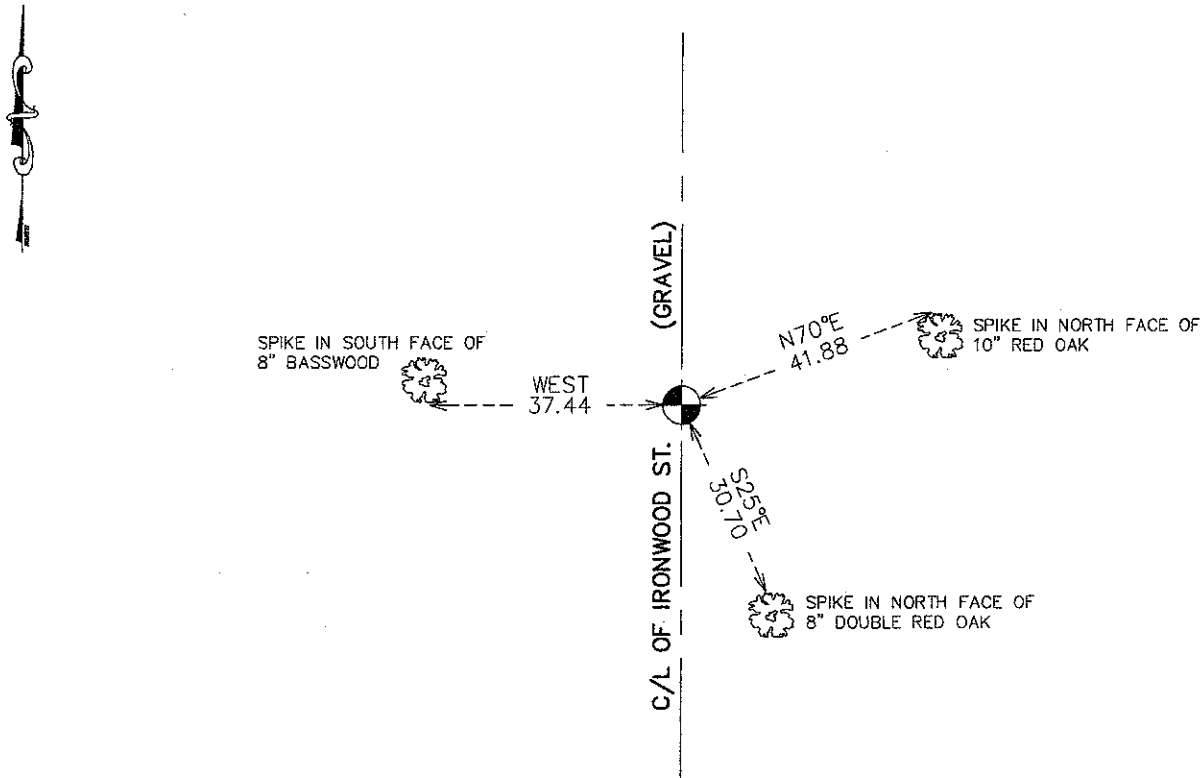 (GRAVEL)
SPIKE IN SOUTH FACE OF
8" BASSWOOD
WEST
37.44
N70°E
41.88
SPIKE IN NORTH FACE OF
10" RED OAK
C/L OF IRONWOOD ST.
S25°E
30.70
SPIKE IN NORTH FACE OF
8" DOUBLE RED OAK